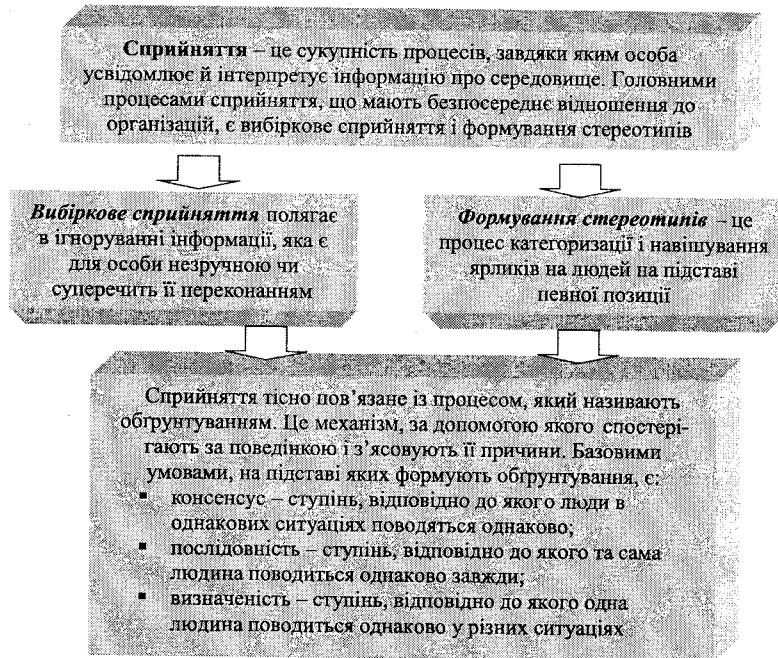 Сприйняття – це сукупність процесів, завдяки яким особа
усвідомлює й інтерпретує інформацію про середовище. Головними
процесами сприйняття, що мають безпосереднє відношення до
організацій, є вибіркове сприйняття і формування стереотипів
Вибіркове сприйняття полягає
в ігноруванні інформації, яка є
для особи незручною чи
суперечить її переконанням
Формування стереотипів – це
процес категоризації і навішування
ярликів на людей на підставі
певної позиції
Сприйняття тісно пов’язане із процесом, який називають
обґрунтуванням. Це механізм, за допомогою якого спостері-
гають за поведінкою і з’ясовують її причини. Базовими
умовами, на підставі яких формують обґрунтування, є:
▪ консенсус – ступінь, відповідно до якого люди в
однакових ситуаціях поводяться однаково;
▪ послідовність – ступінь, відповідно до якого та сама
людина поводиться однаково завжди;
▪ визначеність – ступінь, відповідно до якого одна
людина поводиться однаково у різних ситуаціях